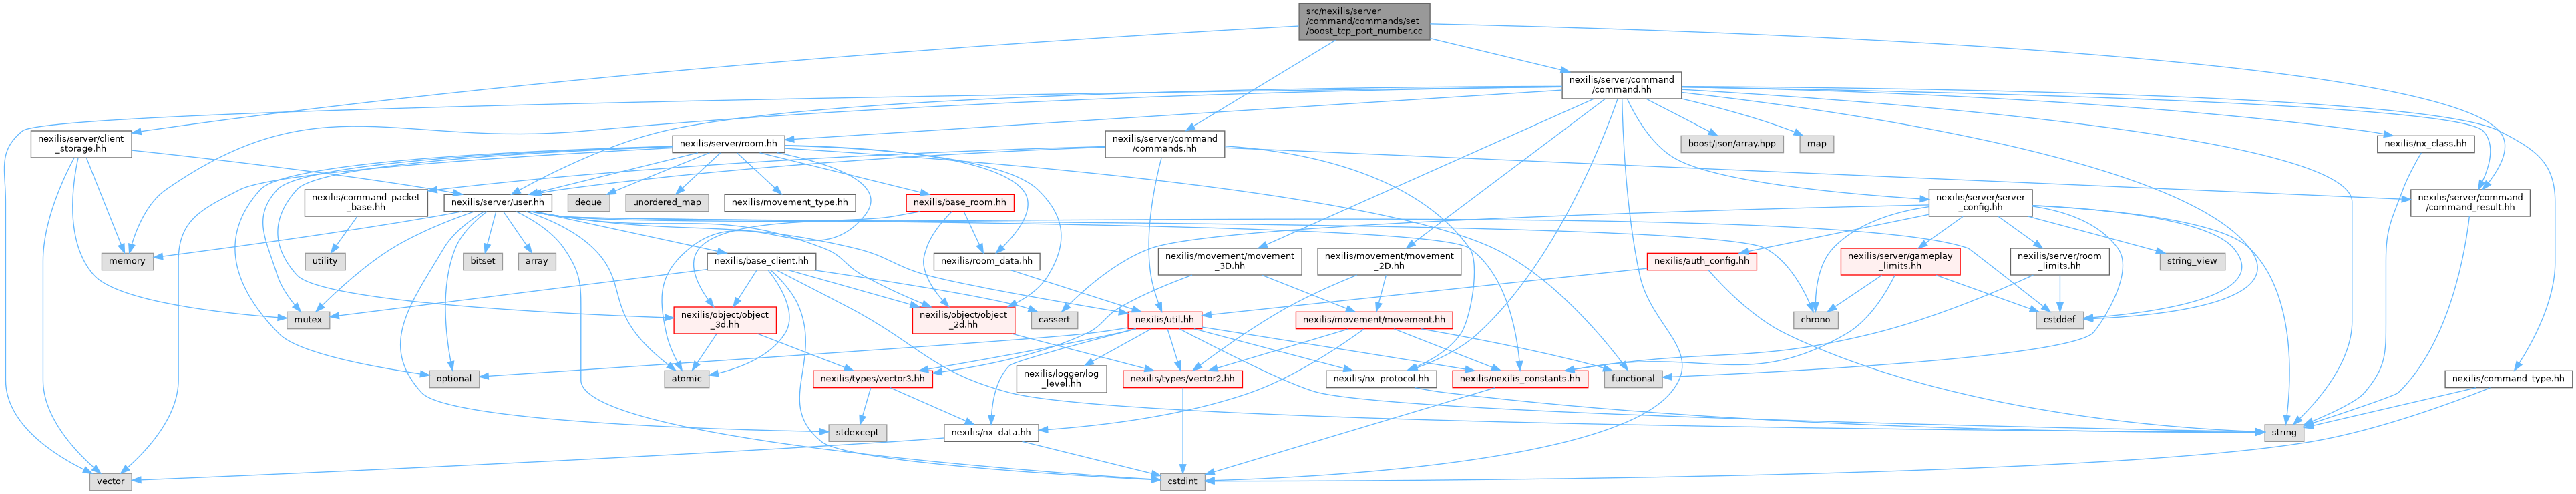 src/nexilis/server
/command/commands/set
/boost_tcp_port_number.cc
nexilis/server/command
/command.hh
nexilis/server/client
_storage.hh
nexilis/server/room.hh
nexilis/server/command
/commands.hh
boost/json/array.hpp
map
nexilis/nx_class.hh
nexilis/command_packet
_base.hh
nexilis/server/user.hh
deque
unordered_map
nexilis/movement_type.hh
nexilis/base_room.hh
nexilis/server/server
_config.hh
nexilis/server/command
/command_result.hh
memory
utility
bitset
array
nexilis/base_client.hh
nexilis/room_data.hh
nexilis/movement/movement
_3D.hh
nexilis/movement/movement
_2D.hh
nexilis/auth_config.hh
nexilis/server/gameplay
_limits.hh
nexilis/server/room
_limits.hh
string_view
mutex
nexilis/object/object
_3d.hh
nexilis/object/object
_2d.hh
cassert
nexilis/util.hh
nexilis/movement/movement.hh
chrono
cstddef
optional
atomic
nexilis/types/vector3.hh
nexilis/logger/log
_level.hh
nexilis/types/vector2.hh
nexilis/nx_protocol.hh
nexilis/nexilis_constants.hh
functional
nexilis/command_type.hh
stdexcept
nexilis/nx_data.hh
string
vector
cstdint